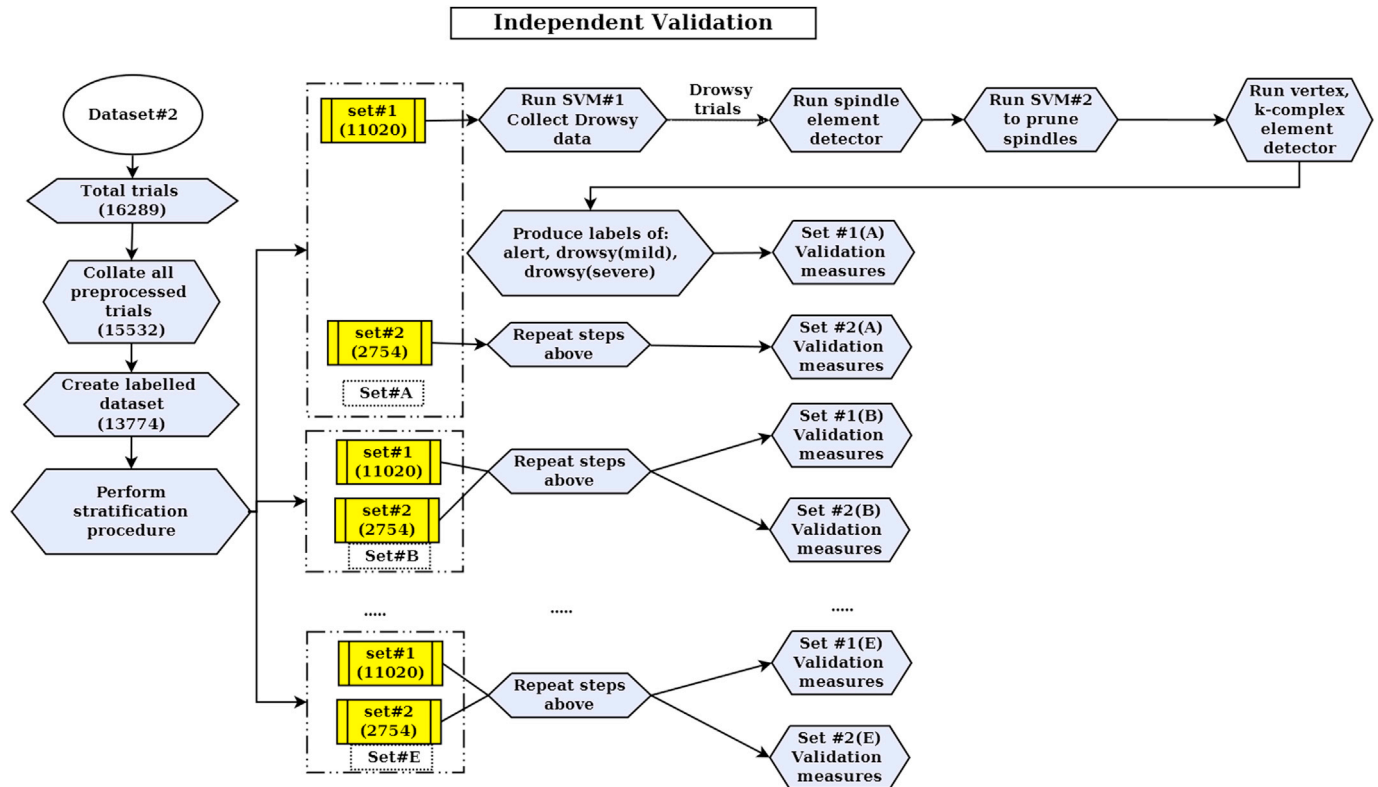 Independent Validation
Dataset#2
Total trials
(16289)
Collate all
preprocessed
trials
(15532)
Create labelled
dataset
(13774)
Perform
stratification
procedure
set#1
(11020)
Run SVM#1
Collect Drowsy
data
Drowsy
trials
Run spindle
element
detector
Run SVM#2
to prune
spindles
Run vertex,
k-complex
element
detector
Produce labels of:
alert, drowsy(mild),
drowsy(severe)
Set #1(A)
Validation
measures
set#2
(2754)
Set#A
Repeat steps
above
Set #2(A)
Validation
measures
set#1
(11020)
set#2
(2754)
Set#B
Repeat steps
above
Set #1(B)
Validation
measures
Set #2(B)
Validation
measures
.....
.....
.....
set#1
(11020)
set#2
(2754)
Set#E
Repeat steps
above
Set #1(E)
Validation
measures
Set #2(E)
Validation
measures